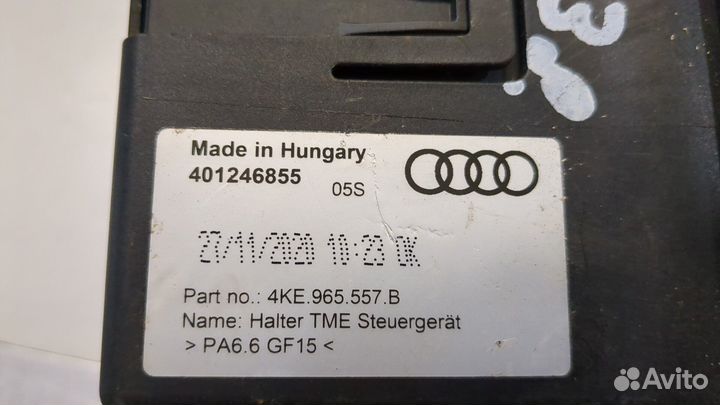 Made in Hungary
401246855
05S
27/11/2020 10:23 OK
Part no.: 4KE.965.557.B
Name: Halter TME Steuergerät
> PA6.6 GF15 <
Avito